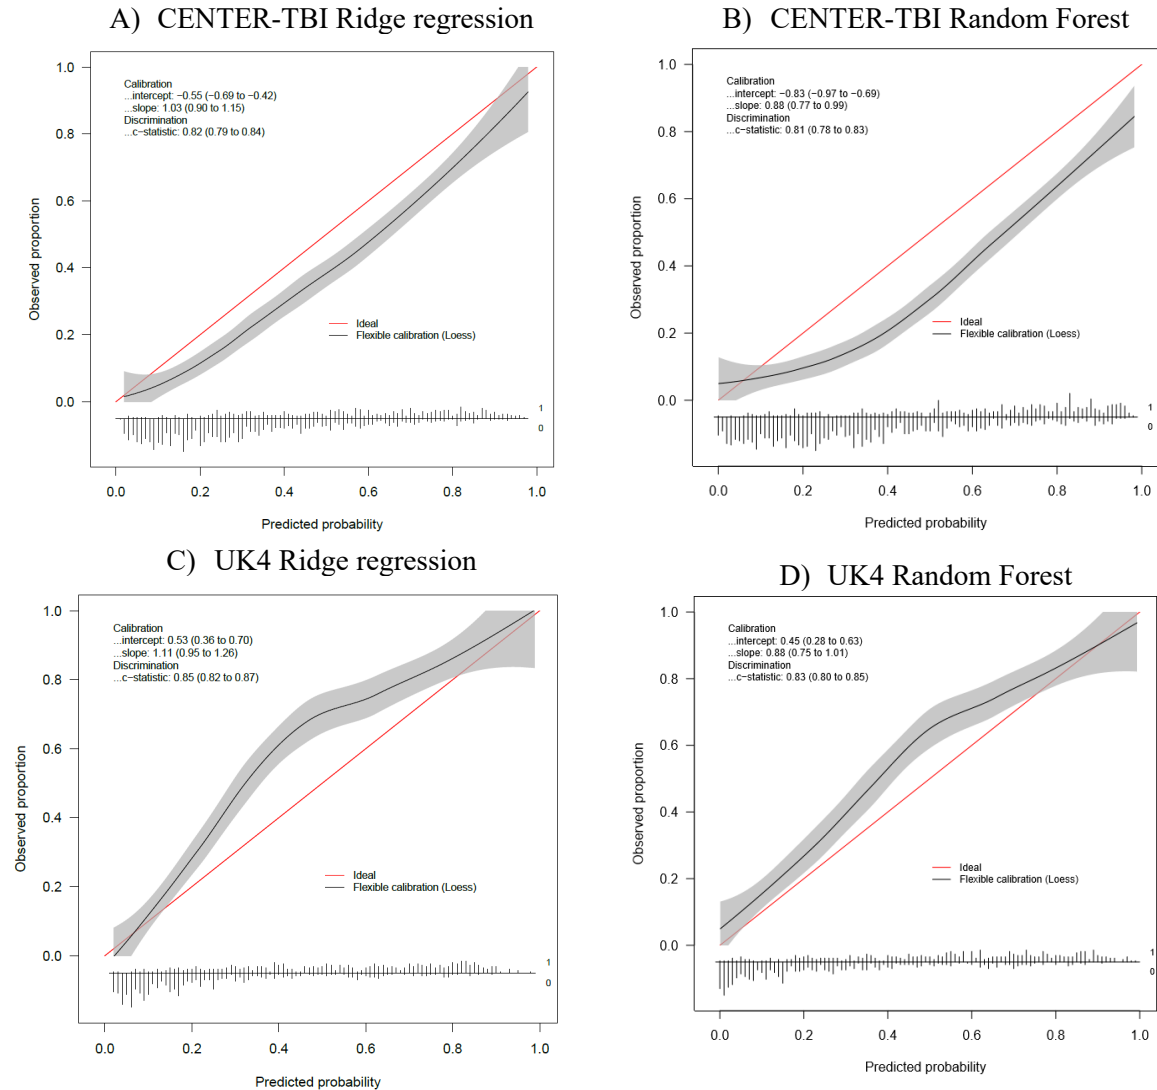 A) CENTER-TBI Ridge regression
1.0
0.8
0.6
0.4
0.2
0.0
Observed proportion
Calibration
...intercept: −0.55 (−0.69 to −0.42)
...slope: 1.03 (0.90 to 1.15)
Discrimination
...c−statistic: 0.82 (0.79 to 0.84)
Ideal
Flexible calibration (Loess)
1
0
0.0 0.2 0.4 0.6 0.8 1.0
Predicted probability
B) CENTER-TBI Random Forest
1.0
0.8
0.6
0.4
0.2
0.0
Observed proportion
Calibration
...intercept: −0.83 (−0.97 to −0.69)
...slope: 0.88 (0.77 to 0.99)
Discrimination
...c−statistic: 0.81 (0.78 to 0.83)
Ideal
Flexible calibration (Loess)
1
0
0.0 0.2 0.4 0.6 0.8 1.0
Predicted probability
C) UK4 Ridge regression
1.0
0.8
0.6
0.4
0.2
0.0
Observed proportion
Calibration
...intercept: 0.53 (0.36 to 0.70)
...slope: 1.11 (0.95 to 1.26)
Discrimination
...c−statistic: 0.85 (0.82 to 0.87)
Ideal
Flexible calibration (Loess)
1
0
0.0 0.2 0.4 0.6 0.8 1.0
Predicted probability
D) UK4 Random Forest
1.0
0.8
0.6
0.4
0.2
0.0
Observed proportion
Calibration
...intercept: 0.45 (0.28 to 0.63)
...slope: 0.88 (0.75 to 1.01)
Discrimination
...c−statistic: 0.83 (0.80 to 0.85)
Ideal
Flexible calibration (Loess)
1
0
0.0 0.2 0.4 0.6 0.8 1.0
Predicted probability